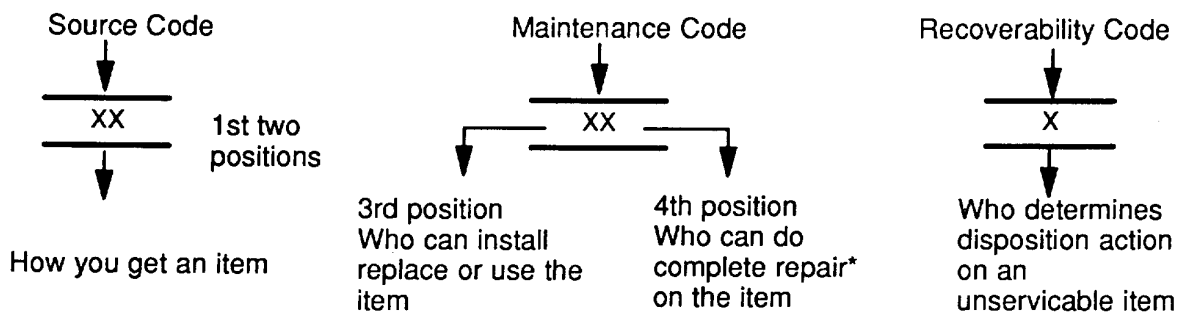 Source Code
XX
1st two
positions
How you get an item
Maintenance Code
XX
3rd position
Who can install
replace or use the
item
4th position
Who can do
complete repair*
on the item
Recoverability Code
X
Who determines
disposition action
on an
unservicable item